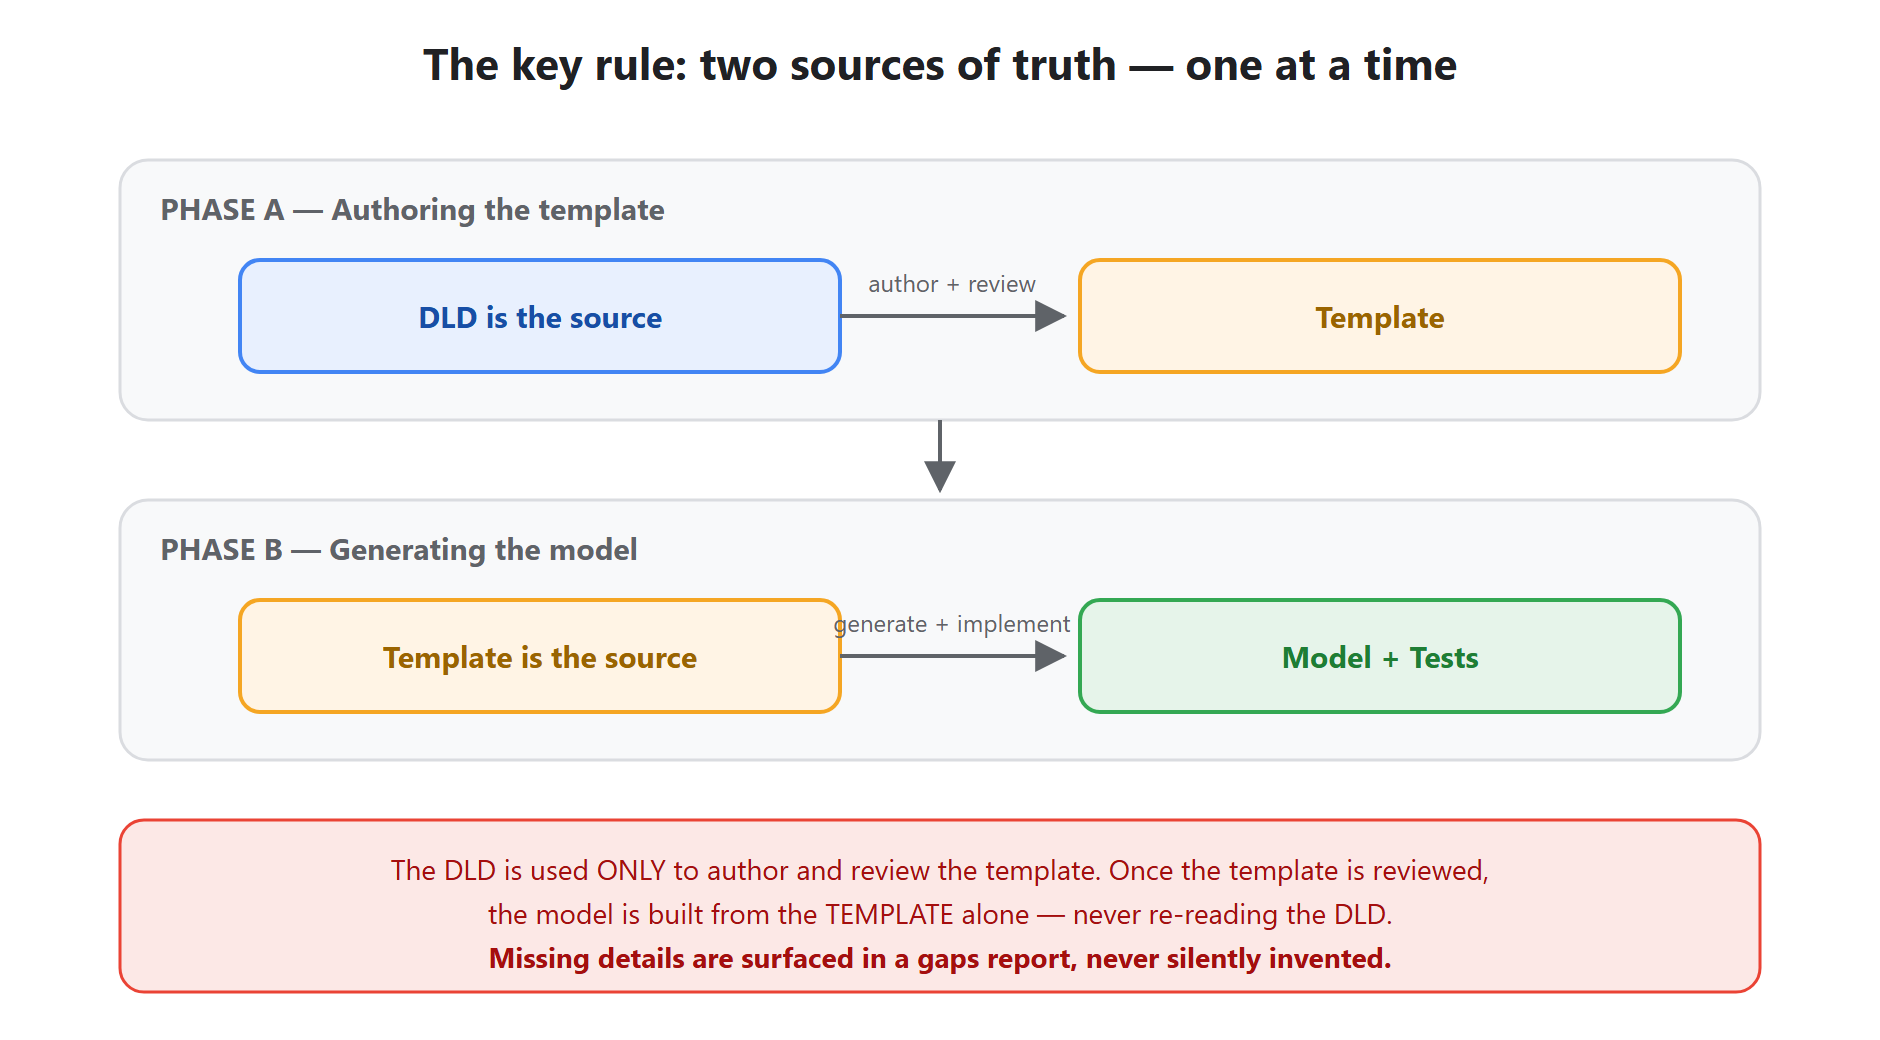 The key rule: two sources of truth — one at a time
PHASE A — Authoring the template
DLD is the source
author + review
Template
PHASE B — Generating the model
Template is the source
generate + implement
Model + Tests
The DLD is used ONLY to author and review the template. Once the template is reviewed,
the model is built from the TEMPLATE alone — never re-reading the DLD.
Missing details are surfaced in a gaps report, never silently invented.